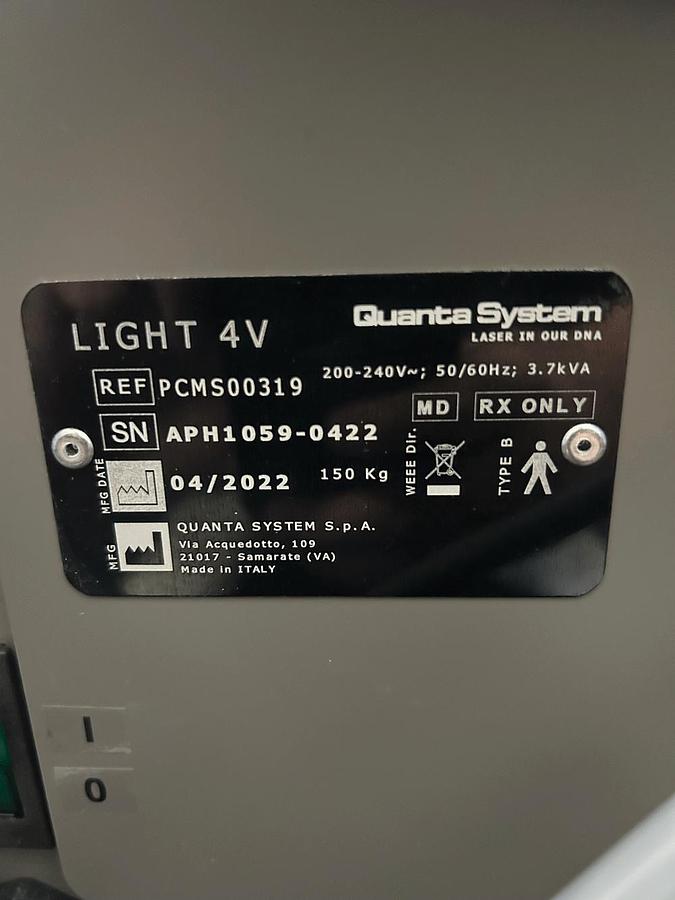 LIGHT 4V
Quanta System
LASER IN OUR DNA
200-240V~; 50/60Hz; 3.7kVA
REF PCMS00319
MD RX ONLY
SN APH1059-0422
MFG DATE 04/2022
150 Kg
WEEE Dir.
TYPE B
MFG
QUANTA SYSTEM S.p.A.
Via Acquedotto, 109
21017 - Samarate (VA)
Made in ITALY
I
0